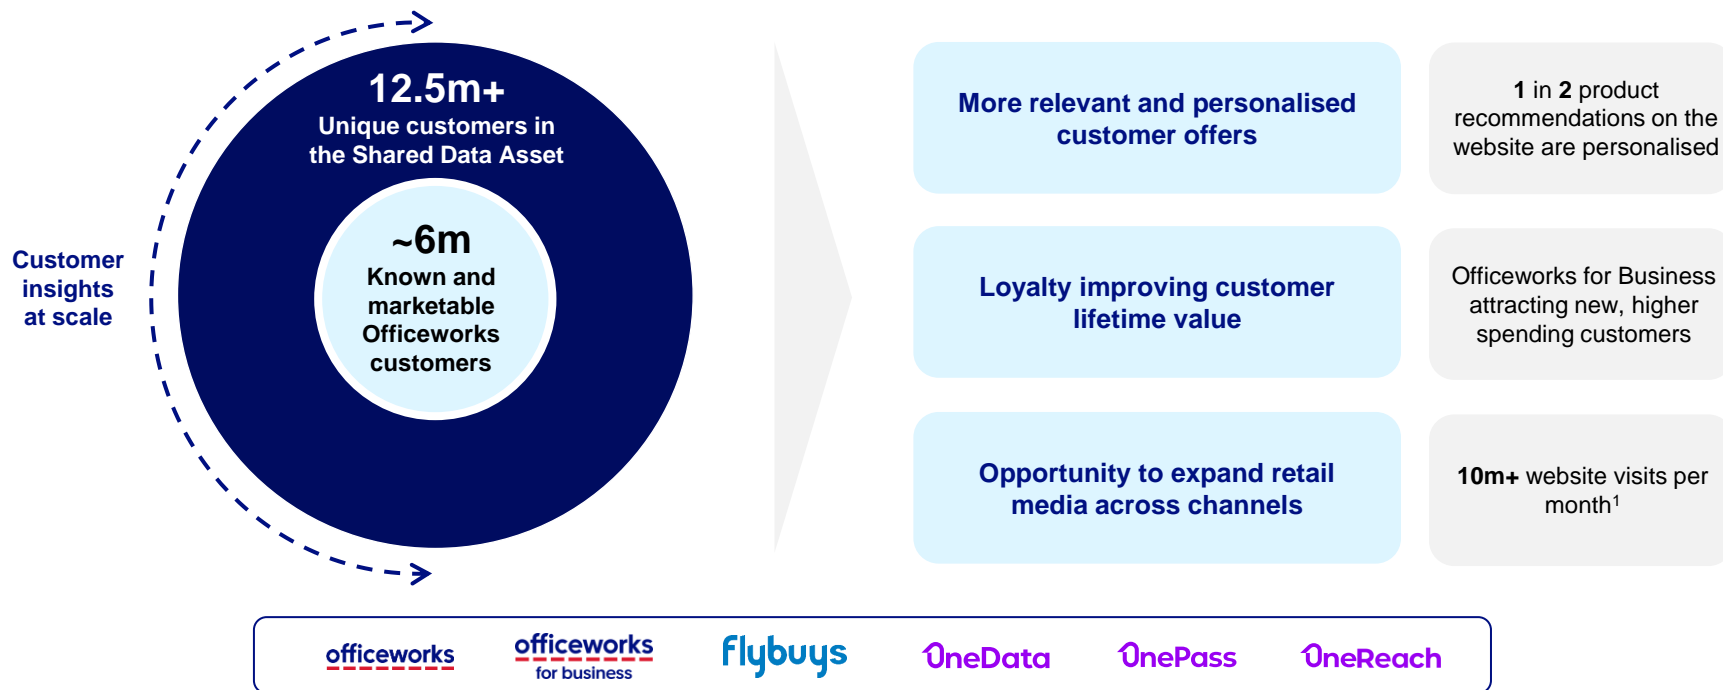 12.5m+
Unique customers in
the Shared Data Asset
~6m
Known and
marketable
Officeworks
customers
Customer
insights
at scale
More relevant and personalised
customer offers
1 in 2 product
recommendations on the
website are personalised
Loyalty improving customer
lifetime value
Officeworks for Business
attracting new, higher
spending customers
Opportunity to expand retail
media across channels
10m+ website visits per
month¹
officeworks
officeworks
for business
flybuys
OneData
OnePass
OneReach